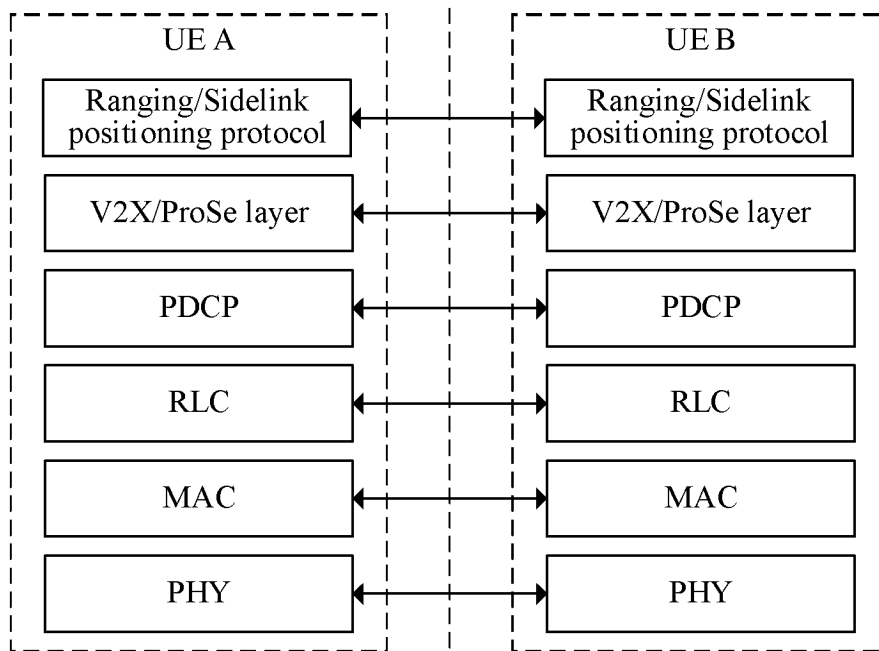 UE A
UE B
Ranging/Sidelink
positioning protocol
Ranging/Sidelink
positioning protocol
V2X/ProSe layer
V2X/ProSe layer
PDCP
PDCP
RLC
RLC
MAC
MAC
PHY
PHY